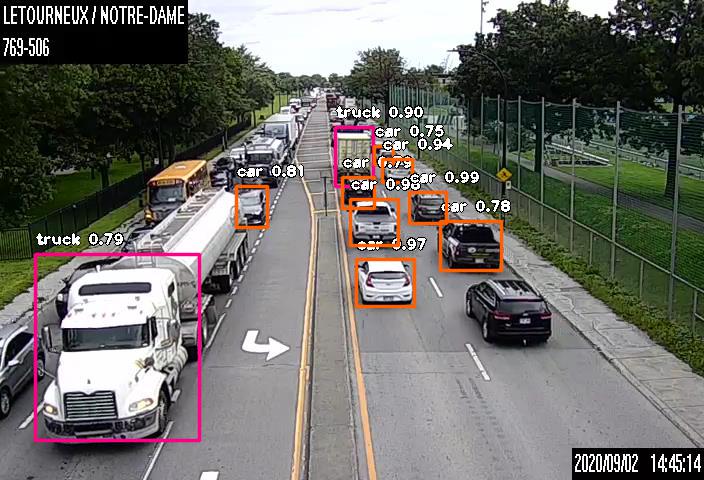 LETOURNEUX / NOTRE-DAME
769-506
truck 0.90
car 0.75
car 0.94
car 0.81
car 0.99
car 0.98
car 0.78
truck 0.79
car 0.97
2020/09/02 14:45:14